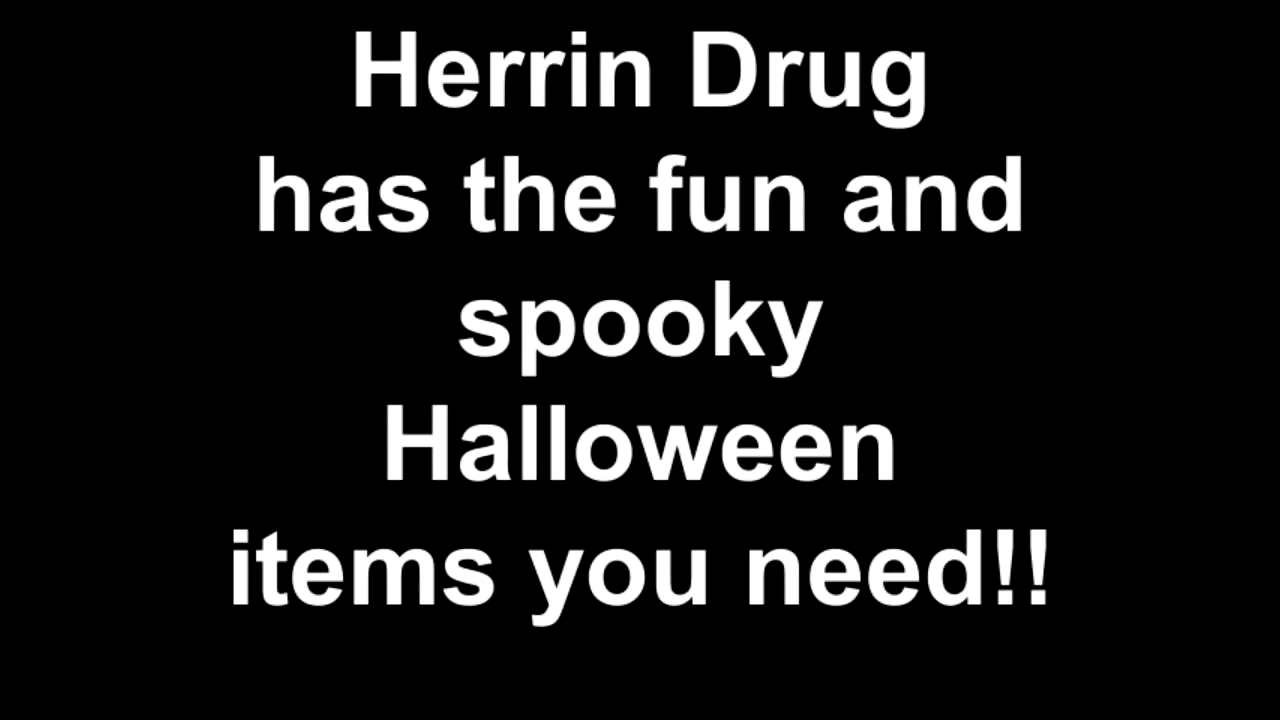 Herrin Drug
has the fun and
spooky
Halloween
items you need!!